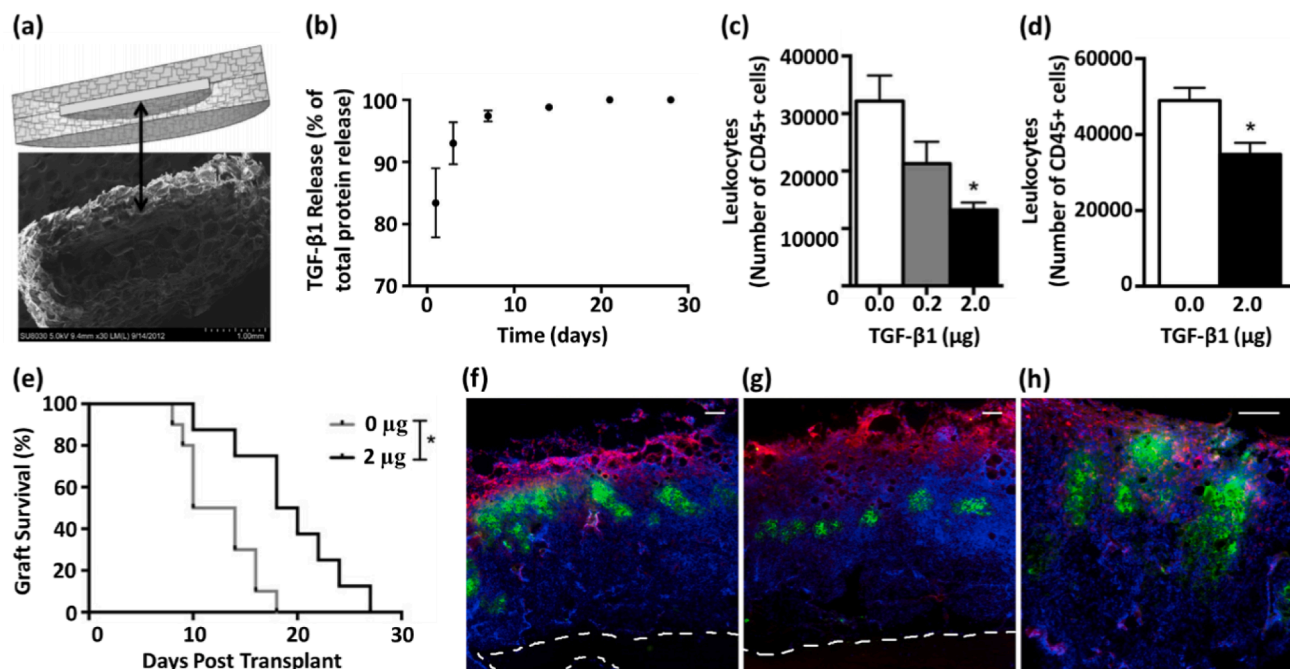 (a)
SU8030 5.0kV 9.4mm x30 LM(L) 9/14/2012
1.00mm
(b)
TGF-β1 Release (% of
total protein release)
100
90
80
70
0
10
20
30
Time (days)
(c)
Leukocytes
(Number of CD45+ cells)
40000
30000
20000
10000
0
*
0.0 0.2 2.0
TGF-β1 (μg)
(d)
Leukocytes
(Number of CD45+ cells)
60000
40000
20000
0
*
0.0 2.0
TGF-β1 (μg)
(e)
Graft Survival (%)
100
80
60
40
20
0
0 μg
2 μg
*
0
10
20
30
Days Post Transplant
(f)
(g)
(h)